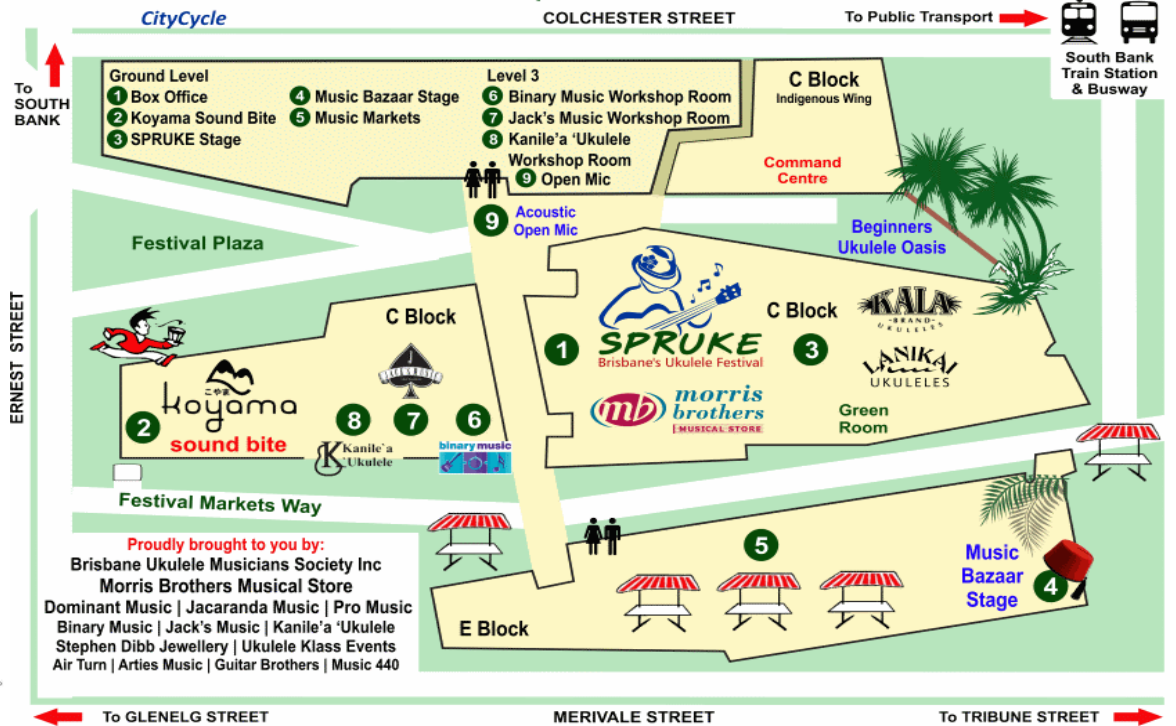 CityCycle
COLCHESTER STREET
To Public Transport
South Bank
Train Station
& Busway
To
SOUTH
BANK
Ground Level
1 Box Office
2 Koyama Sound Bite
3 SPRUKE Stage
4 Music Bazaar Stage
5 Music Markets
Level 3
6 Binary Music Workshop Room
7 Jack's Music Workshop Room
8 Kanile'a 'Ukulele
Workshop Room
9 Open Mic
C Block
Indigenous Wing
Command
Centre
9
Acoustic
Open Mic
Festival Plaza
Beginners
Ukulele Oasis
ERNEST STREET
C Block
こやま
koyama
sound bite
2
8
7
6
J
Kanile`a
`Ukulele
binarymusic
1
SPRUKE
Brisbane's Ukulele Festival
mb
morris
brothers
MUSICAL STORE
C Block
3
KALA
BRAND
UKULELES
LANIKAI
UKULELES
Green
Room
Festival Markets Way
Proudly brought to you by:
Brisbane Ukulele Musicians Society Inc
Morris Brothers Musical Store
Dominant Music | Jacaranda Music | Pro Music
Binary Music | Jack's Music | Kanile'a 'Ukulele
Stephen Dibb Jewellery | Ukulele Klass Events
Air Turn | Arties Music | Guitar Brothers | Music 440
5
Music
Bazaar
Stage
4
E Block
To GLENELG STREET
MERIVALE STREET
To TRIBUNE STREET